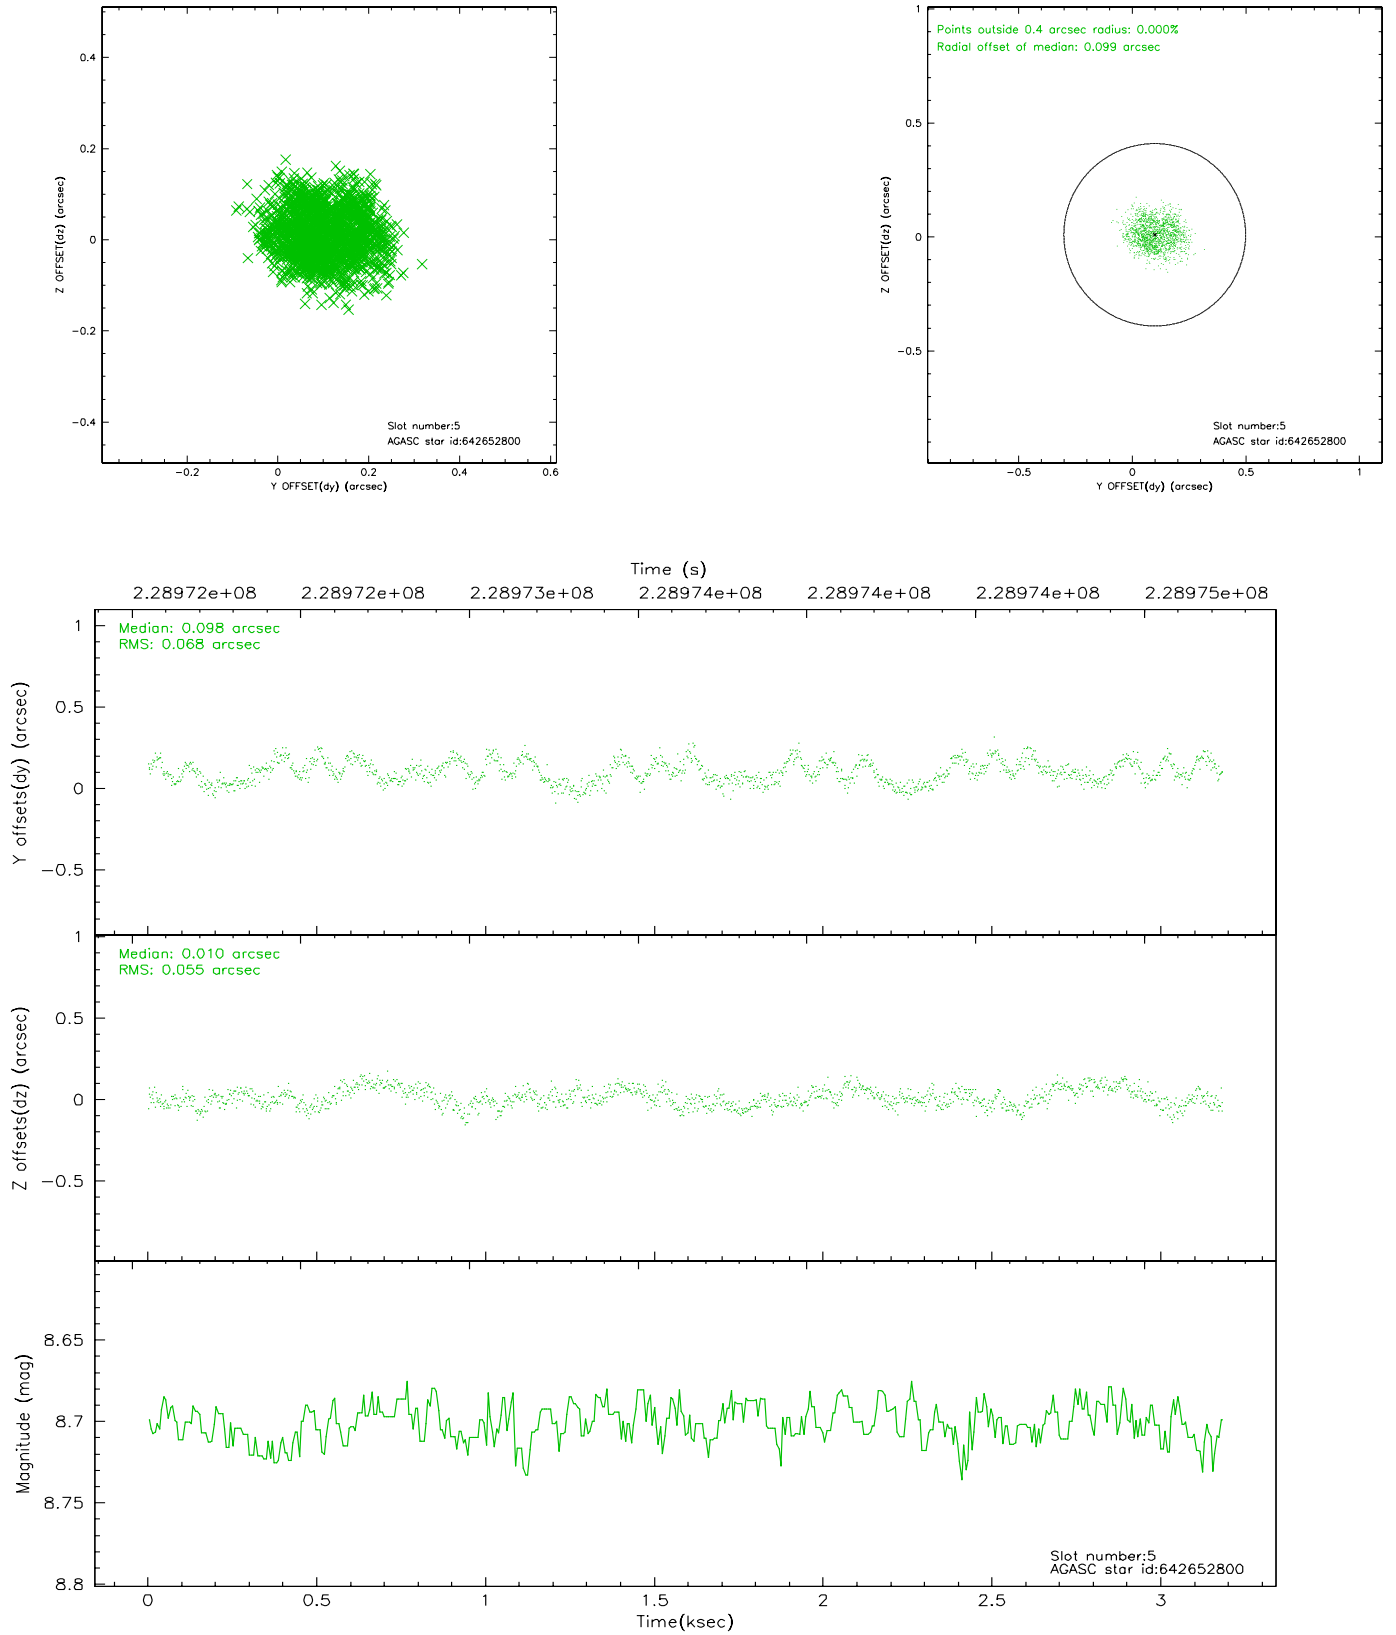 0.4
0.2
0
−0.2
−0.4
Z OFFSET(dz) (arcsec)
Slot number:5
AGASC star id:642652800
−0.2 0 0.2 0.4 0.6
Y OFFSET(dy) (arcsec)
Points outside 0.4 arcsec radius: 0.000%
Radial offset of median: 0.099 arcsec
1
0.5
0
−0.5
Z OFFSET(dz) (arcsec)
Slot number:5
AGASC star id:642652800
−0.5 0 0.5 1
Y OFFSET(dy) (arcsec)
Time (s)
2.28972e+08 2.28972e+08 2.28973e+08 2.28974e+08 2.28974e+08 2.28974e+08 2.28975e+08
Median: 0.098 arcsec
RMS: 0.068 arcsec
1
0.5
0
−0.5
Y offsets(dy) (arcsec)
Median: 0.010 arcsec
RMS: 0.055 arcsec
1
0.5
0
−0.5
Z offsets(dz) (arcsec)
8.65
8.7
8.75
8.8
Magnitude (mag)
Slot number:5
AGASC star id:642652800
0 0.5 1 1.5 2 2.5 3
Time(ksec)